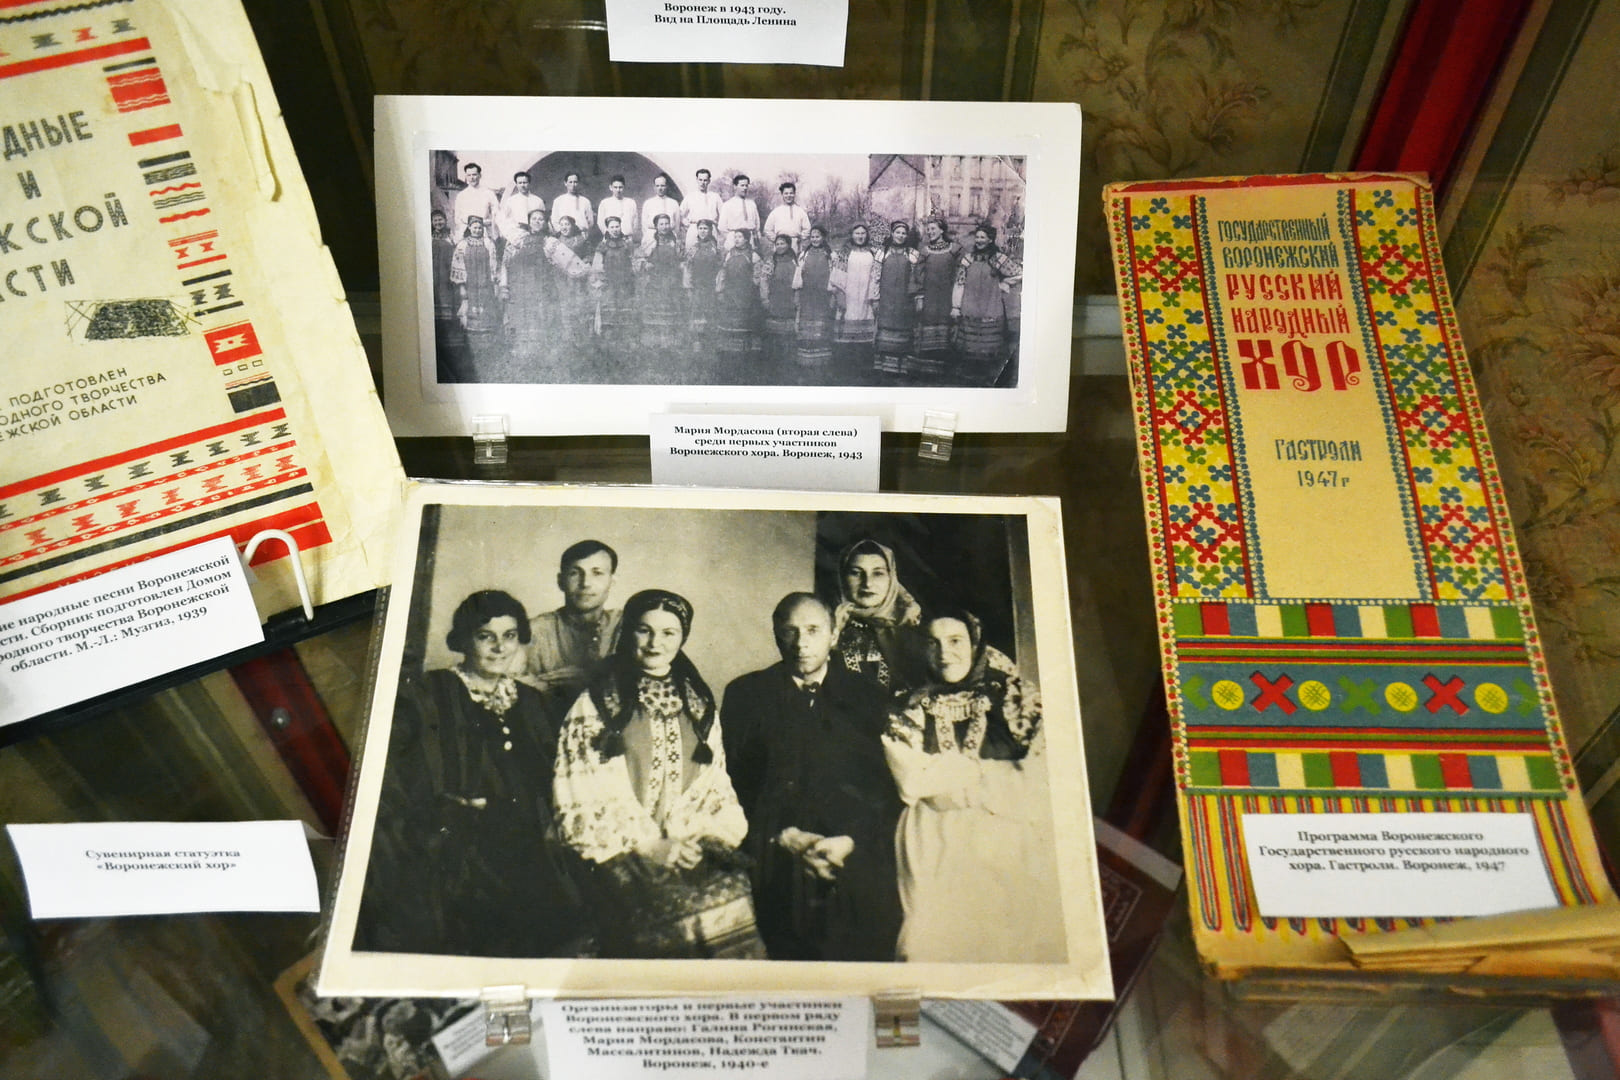 Воронеж в 1943 году.
Вид на Площадь Ленина
ДНЫЕ
И
ЖСКОЙ
СТИ
ПОДГОТОВЛЕН
ОДНОГО ТВОРЧЕСТВА
ЕЖСКОЙ ОБЛАСТИ
ие народные песни Воронежской
сти. Сборник подготовлен Домом
родного творчества Воронежской
области. М.-Л.: Музгиз, 1939
Мария Мордасова (вторая слева)
среди первых участников
Воронежского хора. Воронеж, 1943
ГОСУДАРСТВЕННЫЙ
ВОРОНЕЖСКИЙ
РУССКИЙ
НАРОДНЫЙ
ХОР
ГАСТРОЛИ
1947 г
Сувенирная статуэтка
«Воронежский хор»
Программа Воронежского
Государственного русского народного
хора. Гастроли. Воронеж, 1947
Организаторы и первые участники
Воронежского хора. В первом ряду
слева направо: Галина Рогинская,
Мария Мордасова, Константин
Массалитинов, Надежда Ткач.
Воронеж, 1940-е